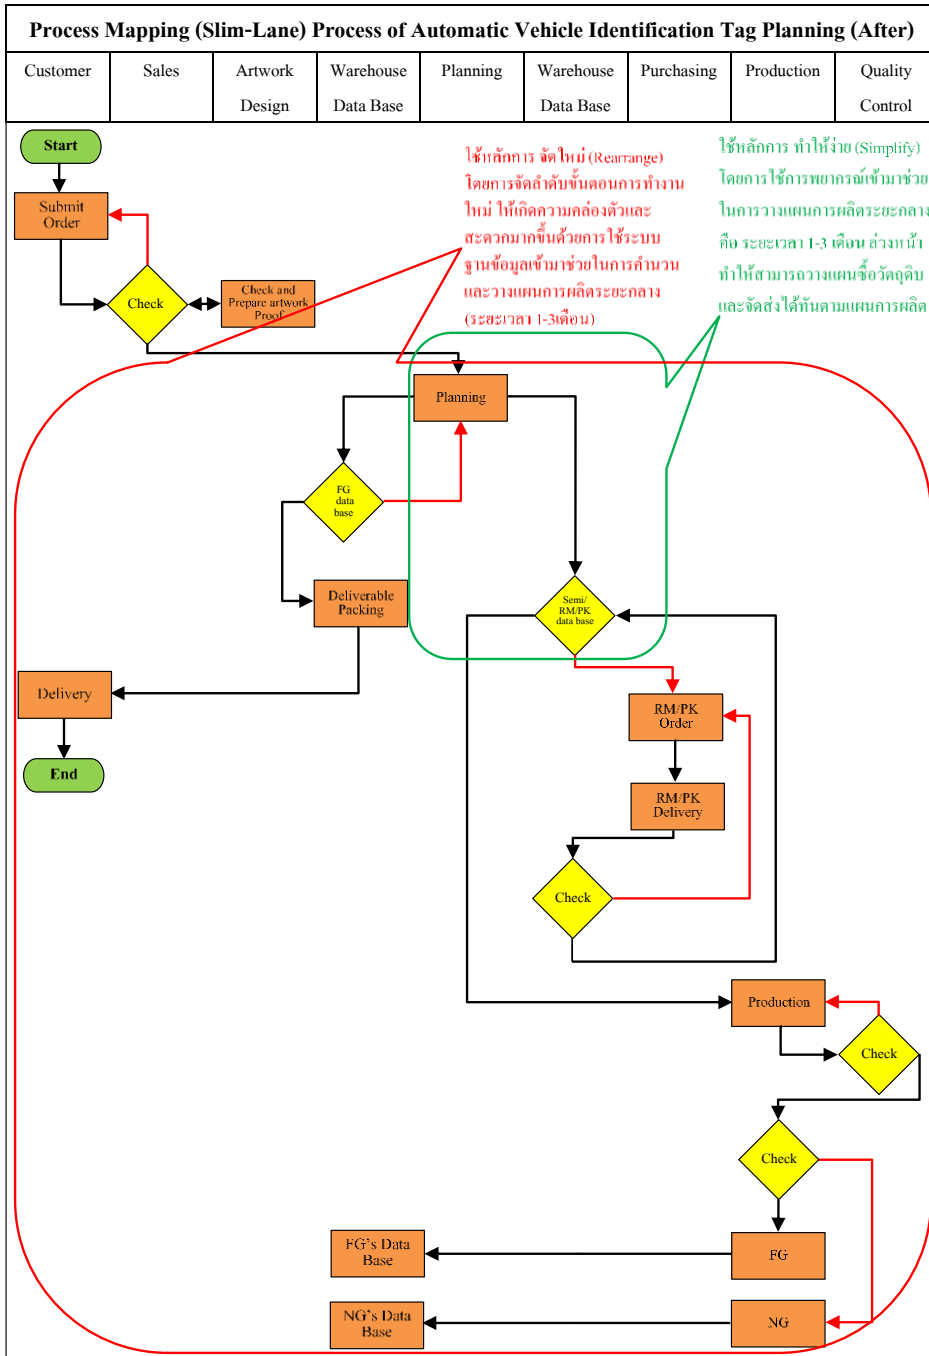 Process Mapping (Slim-Lane) Process of Automatic Vehicle Identification Tag Planning (After)
Customer
Sales
Artwork
Design
Warehouse
Data Base
Planning
Warehouse
Data Base
Purchasing
Production
Quality
Control
Start
ใช้หลักการ จัดใหม่ (Rearrange)
โดยการจัดลำดับขั้นตอนการทำงาน
ใหม่ ให้เกิดความคล่องตัวและ
สะดวกมากขึ้นด้วยการใช้ระบบ
ฐานข้อมูลเข้ามาช่วยในการคำนวน
และวางแผนการผลิตระยะกลาง
(ระยะเวลา 1-3เดือน)
ใช้หลักการ ทำให้ง่าย (Simplify)
โดยการใช้การพยากรณ์เข้ามาช่วย
ในการวางแผนการผลิตระยะกลาง
คือ ระยะเวลา 1-3 เดือน ล่วงหน้า
ทำให้สามารถวางแผนซื้อวัตถุดิบ
และจัดส่งได้ทันตามแผนการผลิต
Submit
Order
Check
Check and
Prepare artwork
Proof
Planning
FG
data
base
Deliverable
Packing
Semi/
RM/PK
data base
Delivery
RM/PK
Order
End
RM/PK
Delivery
Check
Production
Check
Check
FG's Data
Base
FG
NG's Data
Base
NG